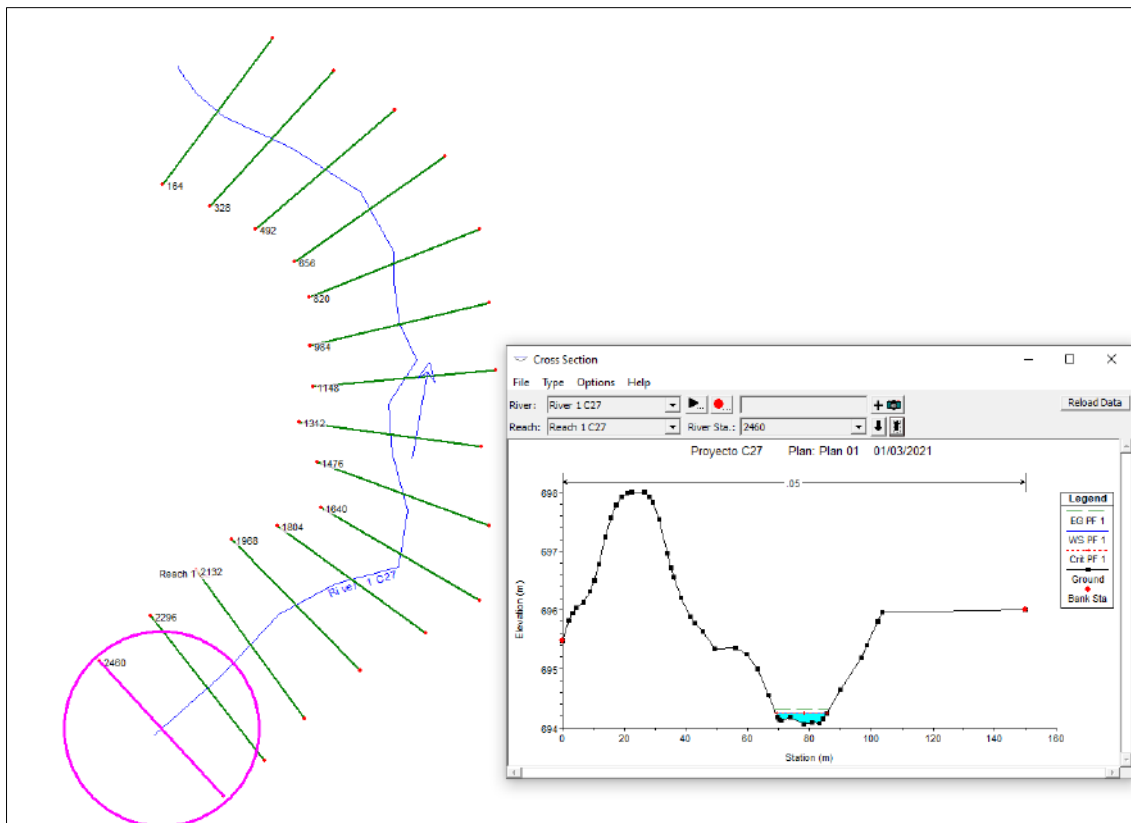 164
328
492
656
820
984
1148
1312
1476
1640
1804
1968
Reach 1 2132
River 1 C27
2296
2460
Cross Section
File Type Options Help
River: River 1 C27
Reload Data
Reach: Reach 1 C27 River Sta.: 2460
Proyecto C27 Plan: Plan 01 01/03/2021
.05
698
697
696
695
694
Elevation (m)
0 20 40 60 80 100 120 140 160
Station (m)
Legend
EG PF 1
WS PF 1
Crit PF 1
Ground
Bank Sta